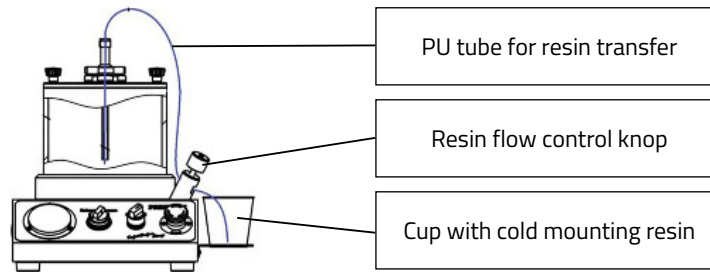 PU tube for resin transfer
Resin flow control knop
Cup with cold mounting resin